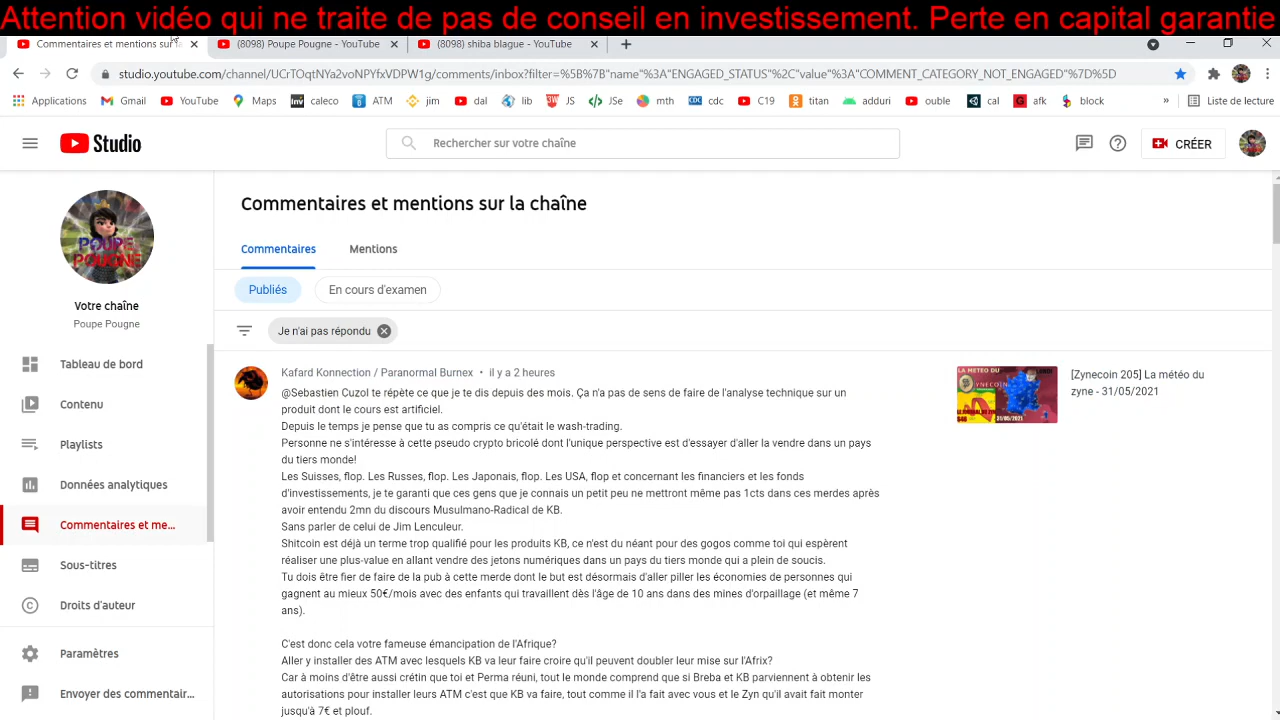 Attention vidéo qui ne traite de pas de conseil en investissement. Perte en capital garantie
Commentaires et mentions sur la
(8098) Poupe Pougne - YouTube
(8098) shiba blague - YouTube
studio.youtube.com/channel/UCrTOqtNYa2voNPYfxVDPW1g/comments/inbox?filter=%5B%7B"name"%3A"ENGAGED_STATUS"%2C"value"%3A"COMMENT_CATEGORY_NOT_ENGAGED"%7D%5D
Applications
Gmail
YouTube
Maps
caleco
ATM
jim
dal
lib
JS
JSe
mth
cdc
C19
titan
adduri
ouble
cal
afk
block
»
Liste de lecture
Studio
Rechercher sur votre chaîne
CRÉER
POUPE
POUGNE
Votre chaîne
Poupe Pougne
Tableau de bord
Contenu
Playlists
Données analytiques
Commentaires et me...
Sous-titres
Droits d'auteur
Paramètres
Envoyer des commentair...
Commentaires et mentions sur la chaîne
Commentaires
Mentions
Publiés
En cours d'examen
Je n'ai pas répondu
Kafard Konnection / Paranormal Burnex • il y a 2 heures
@Sebastien Cuzol te répète ce que je te dis depuis des mois. Ça n'a pas de sens de faire de l'analyse technique sur un
produit dont le cours est artificiel.
Depuis le temps je pense que tu as compris ce qu'était le wash-trading.
Personne ne s'intéresse à cette pseudo crypto bricolé dont l'unique perspective est d'essayer d'aller la vendre dans un pays
du tiers monde!
Les Suisses, flop. Les Russes, flop. Les Japonais, flop. Les USA, flop et concernant les financiers et les fonds
d'investissements, je te garanti que ces gens que je connais un petit peu ne mettront même pas 1cts dans ces merdes après
avoir entendu 2mn du discours Musulmano-Radical de KB.
Sans parler de celui de Jim Lenculeur.
Shitcoin est déjà un terme trop qualifié pour les produits KB, ce n'est du néant pour des gogos comme toi qui espèrent
réaliser une plus-value en allant vendre des jetons numériques dans un pays du tiers monde qui a plein de soucis.
Tu dois être fier de faire de la pub à cette merde dont le but est désormais d'aller piller les économies de personnes qui
gagnent au mieux 50€/mois avec des enfants qui travaillent dès l'âge de 10 ans dans des mines d'orpaillage (et même 7
ans).
C'est donc cela votre fameuse émancipation de l'Afrique?
Aller y installer des ATM avec lesquels KB va leur faire croire qu'il peuvent doubler leur mise sur l'Afrix?
Car à moins d'être aussi crétin que toi et Perma réuni, tout le monde comprend que si Breba et KB parviennent à obtenir les
autorisations pour installer leurs ATM c'est que KB va faire, tout comme il l'a fait avec vous et le Zyn qu'il avait fait monter
jusqu'à 7€ et plouf.
LA METEO DU
31/05/2021
[Zynecoin 205] La météo du
zyne - 31/05/2021